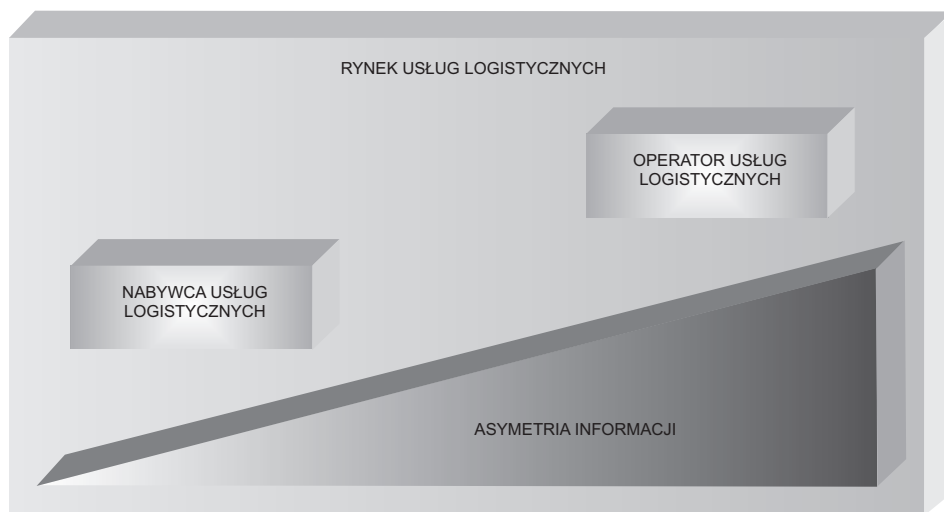 RYNEK USŁUG LOGISTYCZNYCH
OPERATOR USŁUG
LOGISTYCZNYCH
NABYWCA USŁUG
LOGISTYCZNYCH
ASYMETRIA INFORMACJI